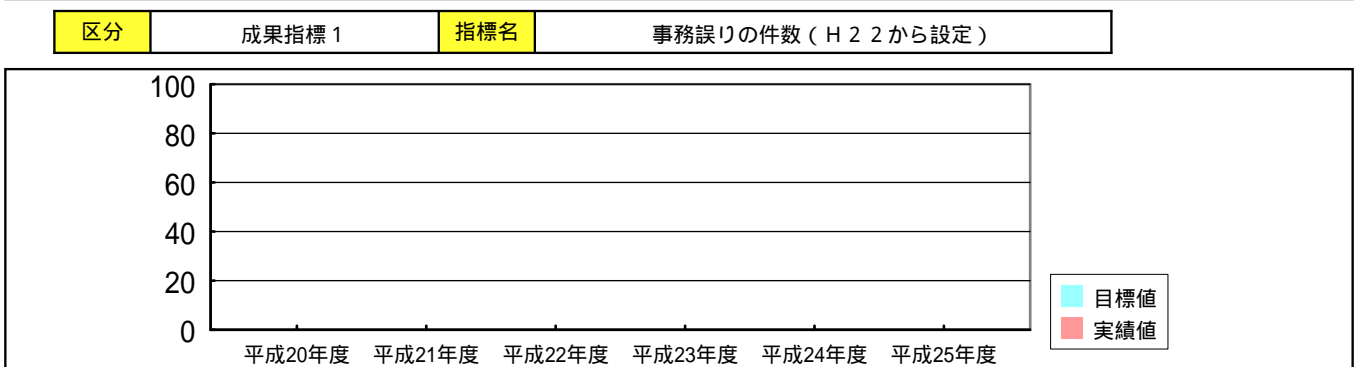 区分 成果指標1 指標名 事務誤りの件数(H22から設定)
100
80
60
40
20
0
目標値
実績値
平成20年度 平成21年度 平成22年度 平成23年度 平成24年度 平成25年度